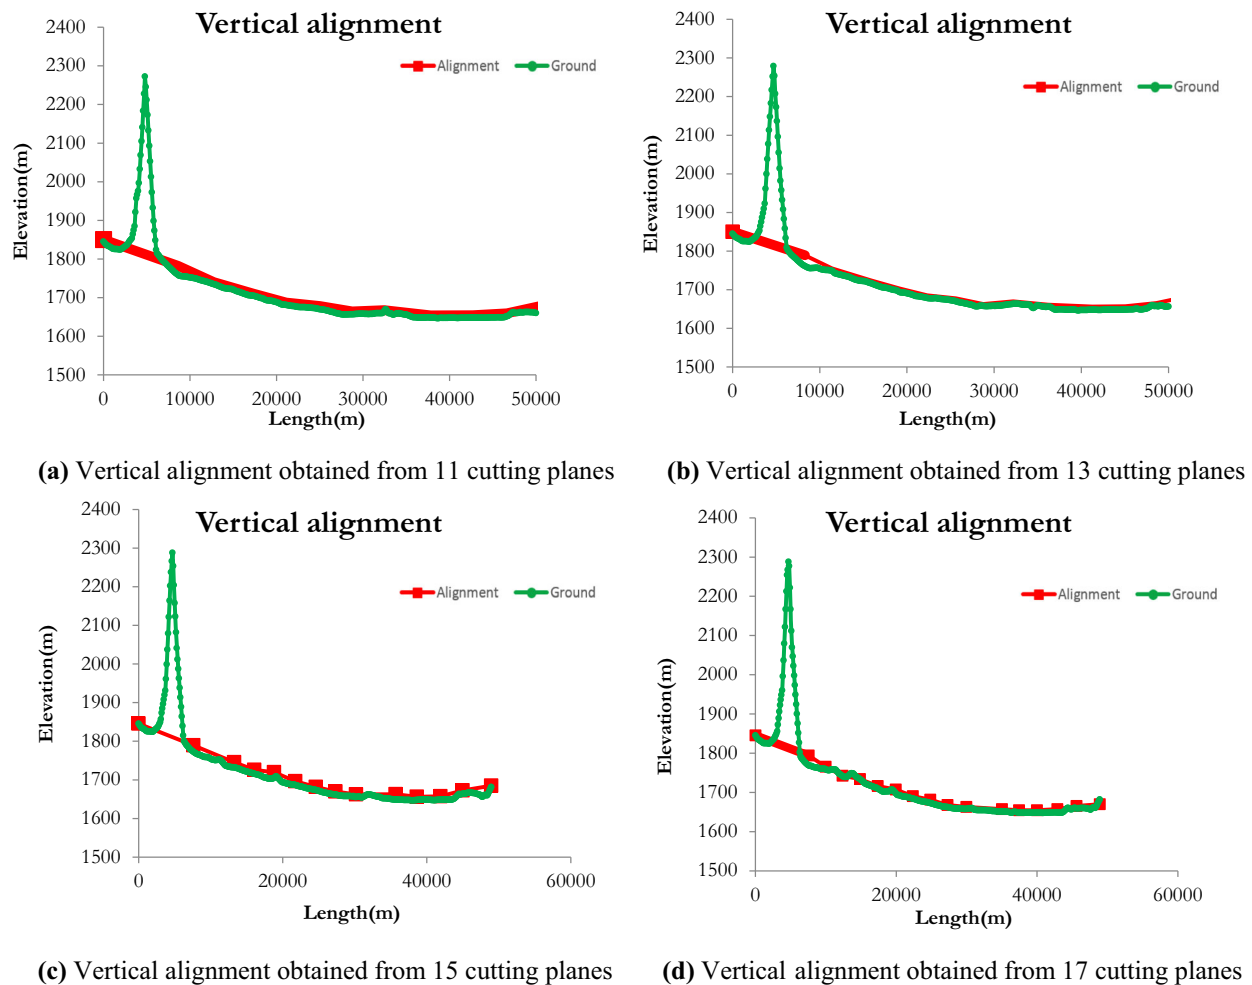 Vertical alignment
2400
2300
2200
2100
2000
1900
1800
1700
1600
1500
Elevation(m)
Alignment Ground
0 10000 20000 30000 40000 50000
Length(m)
(a) Vertical alignment obtained from 11 cutting planes
Vertical alignment
2400
2300
2200
2100
2000
1900
1800
1700
1600
1500
Elevation(m)
Alignment Ground
0 10000 20000 30000 40000 50000
Length(m)
(b) Vertical alignment obtained from 13 cutting planes
Vertical alignment
2400
2300
2200
2100
2000
1900
1800
1700
1600
1500
Elevation(m)
Alignment Ground
0 20000 40000 60000
Length(m)
(c) Vertical alignment obtained from 15 cutting planes
Vertical alignment
2400
2300
2200
2100
2000
1900
1800
1700
1600
1500
Elevation(m)
Alignment Ground
0 20000 40000 60000
Length(m)
(d) Vertical alignment obtained from 17 cutting planes